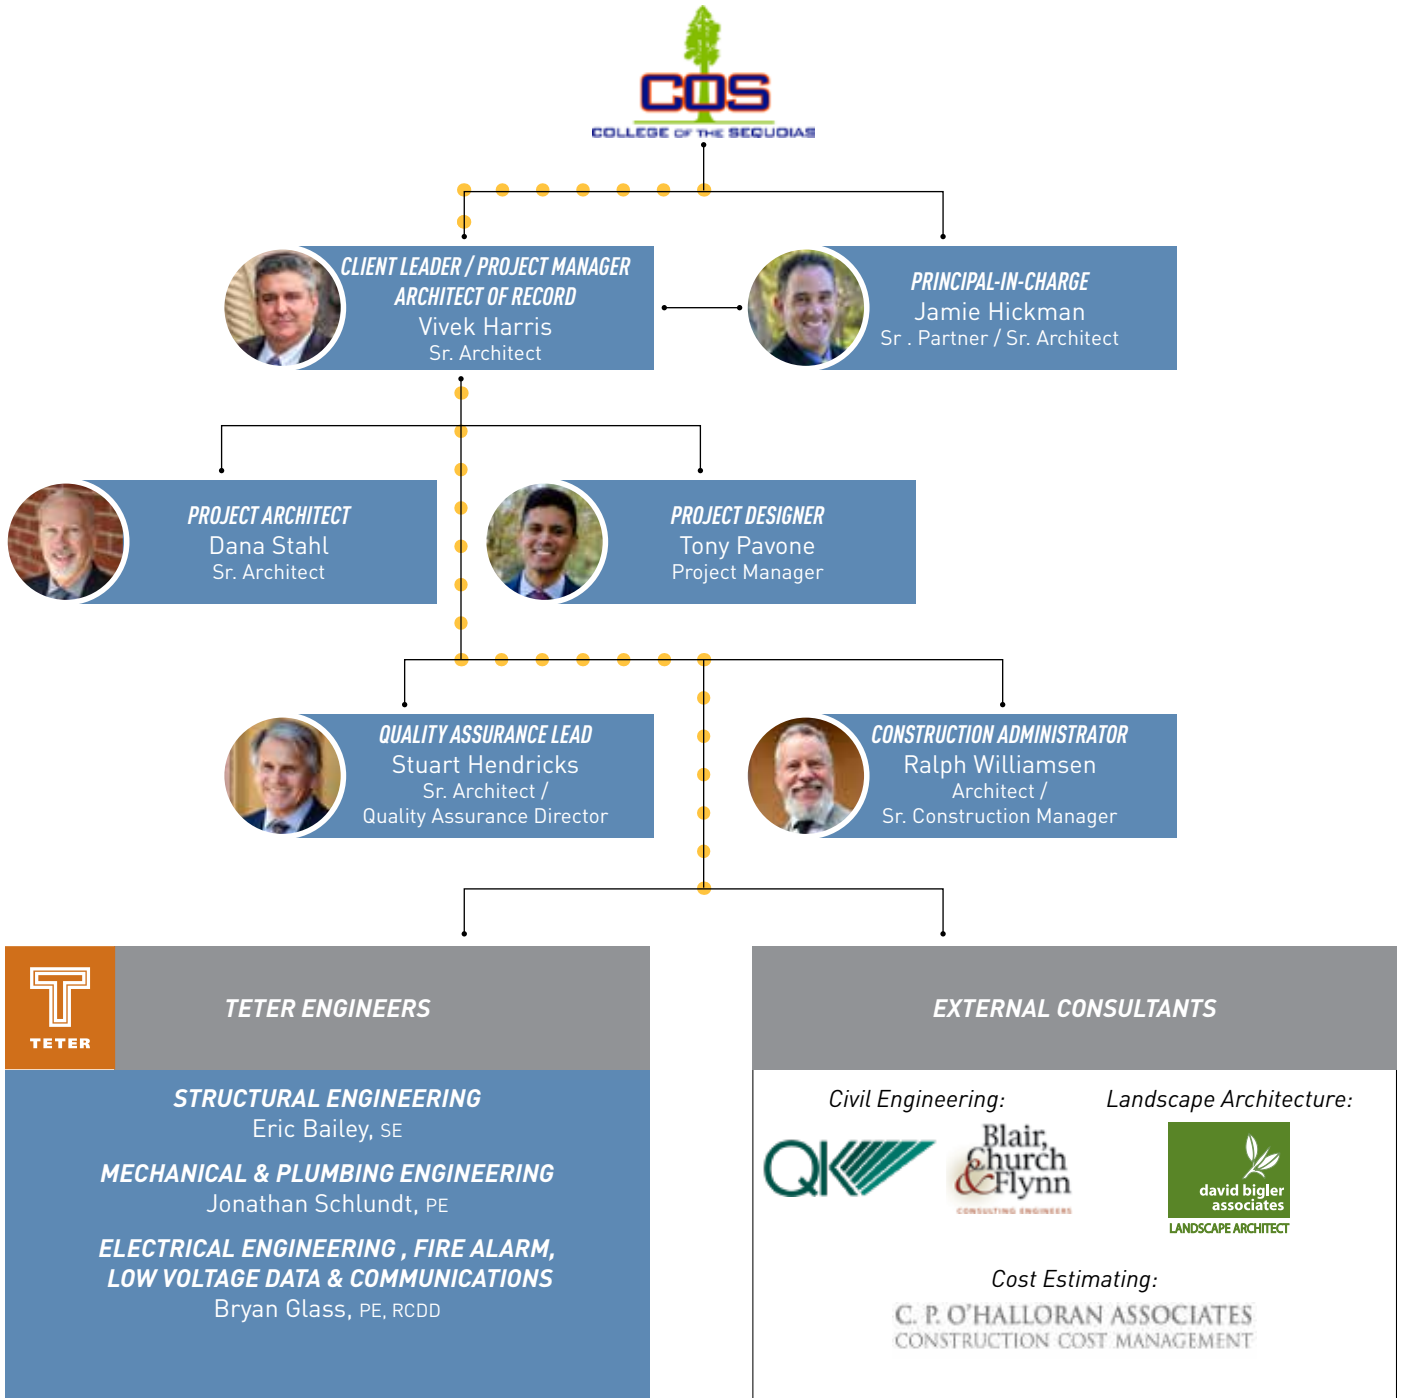 COS
COLLEGE OF THE SEQUOIAS
CLIENT LEADER / PROJECT MANAGER
ARCHITECT OF RECORD
Vivek Harris
Sr. Architect
PRINCIPAL-IN-CHARGE
Jamie Hickman
Sr . Partner / Sr. Architect
PROJECT ARCHITECT
Dana Stahl
Sr. Architect
PROJECT DESIGNER
Tony Pavone
Project Manager
QUALITY ASSURANCE LEAD
Stuart Hendricks
Sr. Architect /
Quality Assurance Director
CONSTRUCTION ADMINISTRATOR
Ralph Williamsen
Architect /
Sr. Construction Manager
T
TETER
TETER ENGINEERS
STRUCTURAL ENGINEERING
Eric Bailey, SE
MECHANICAL & PLUMBING ENGINEERING
Jonathan Schlundt, PE
ELECTRICAL ENGINEERING , FIRE ALARM,
LOW VOLTAGE DATA & COMMUNICATIONS
Bryan Glass, PE, RCDD
EXTERNAL CONSULTANTS
Civil Engineering:
QK
Blair,
Church
&Flynn
CONSULTING ENGINEERS
Landscape Architecture:
david bigler
associates
LANDSCAPE ARCHITECT
Cost Estimating:
C. P. O'HALLORAN ASSOCIATES
CONSTRUCTION COST MANAGEMENT